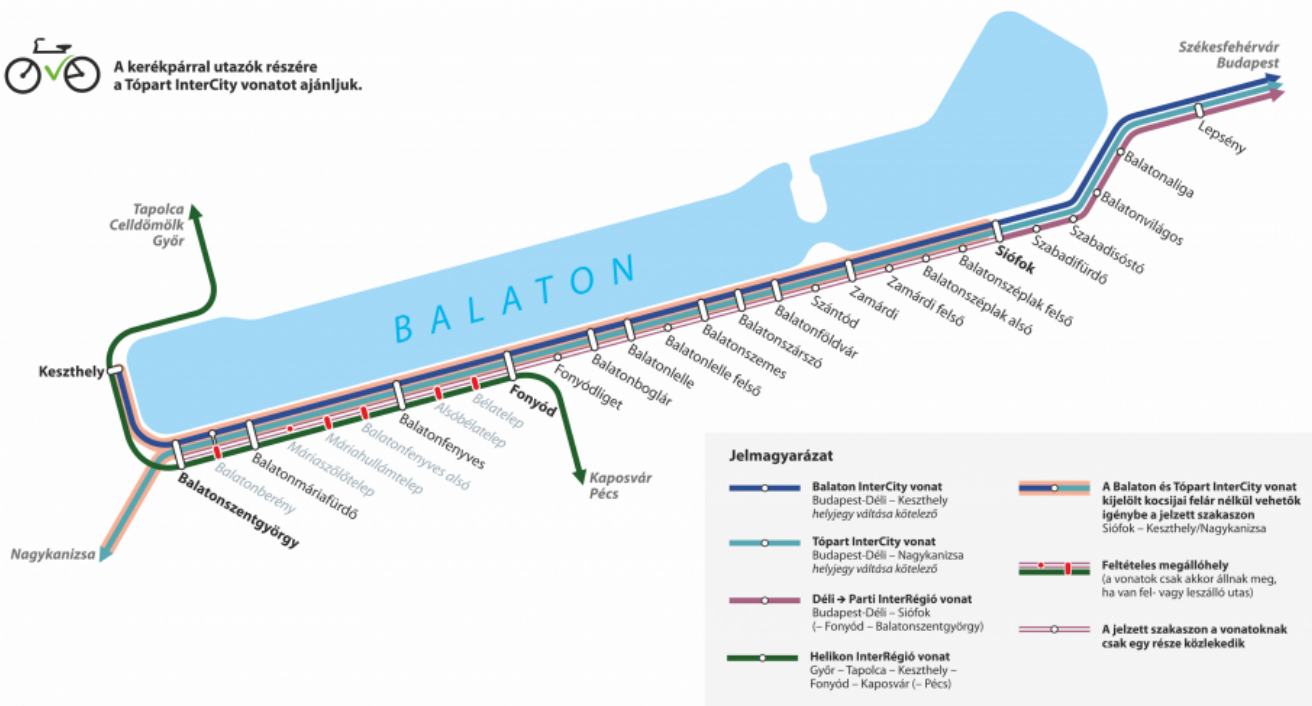 A kerékpárral utazók részére
a Tópart InterCity vonatot ajánljuk.
Székesfehérvár
Budapest
Lepsény
Balatonaliga
Balatonvilágos
Szabadisóstó
Szabadifürdő
Siófok
Balatonszéplak felső
Balatonszéplak alsó
Zamárdi felső
Zamárdi
Szántód
Balatonföldvár
Balatonszárszó
Balatonszemes
Balatonlelle felső
Balatonlelle
Balatonboglár
Fonyódliget
Fonyód
Bélatelep
Alsóbélatelep
Balatonfenyves
Balatonfenyves alsó
Máriahullámtelep
Máriaszőlőtelep
Balatonmáriafürdő
Balatonberény
Balatonszentgyörgy
Keszthely
Tapolca
Celldömölk
Győr
BALATON
Nagykanizsa
Kaposvár
Pécs
Jelmagyarázat
Balaton InterCity vonat
Budapest-Déli – Keszthely
helyjegy váltása kötelező
Tópart InterCity vonat
Budapest-Déli – Nagykanizsa
helyjegy váltása kötelező
Déli → Parti InterRégió vonat
Budapest-Déli – Siófok
(– Fonyód – Balatonszentgyörgy)
Helikon InterRégió vonat
Győr – Tapolca – Keszthely –
Fonyód – Kaposvár (– Pécs)
A Balaton és Tópart InterCity vonat
kijelölt kocsijai felár nélkül vehetők
igénybe a jelzett szakaszon
Siófok – Keszthely/Nagykanizsa
Feltételes megállóhely
(a vonatok csak akkor állnak meg,
ha van fel- vagy leszálló utas)
A jelzett szakaszon a vonatoknak
csak egy része közlekedik